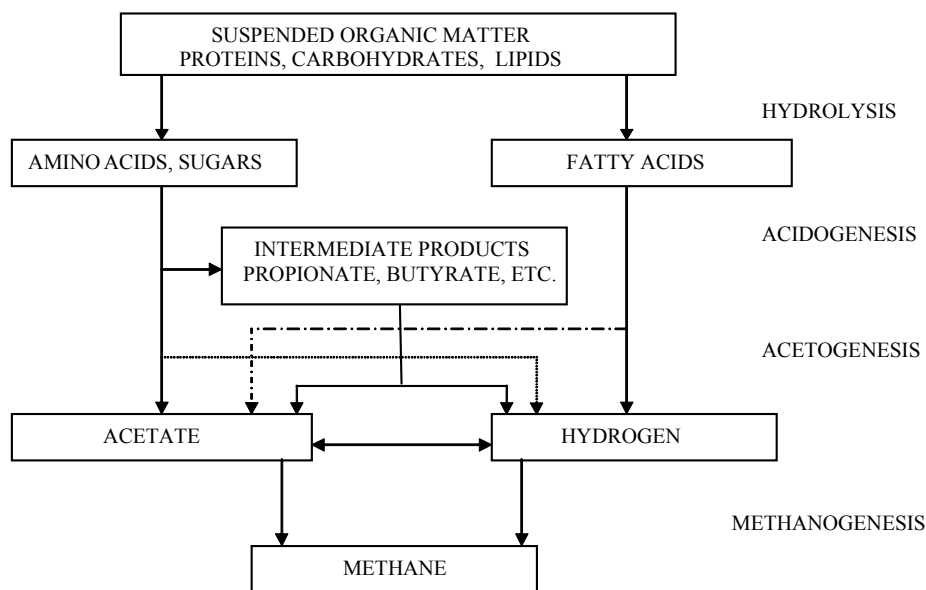 SUSPENDED ORGANIC MATTER
PROTEINS, CARBOHYDRATES, LIPIDS
HYDROLYSIS
AMINO ACIDS, SUGARS
FATTY ACIDS
ACIDOGENESIS
INTERMEDIATE PRODUCTS
PROPIONATE, BUTYRATE, ETC.
ACETOGENESIS
ACETATE
HYDROGEN
METHANOGENESIS
METHANE